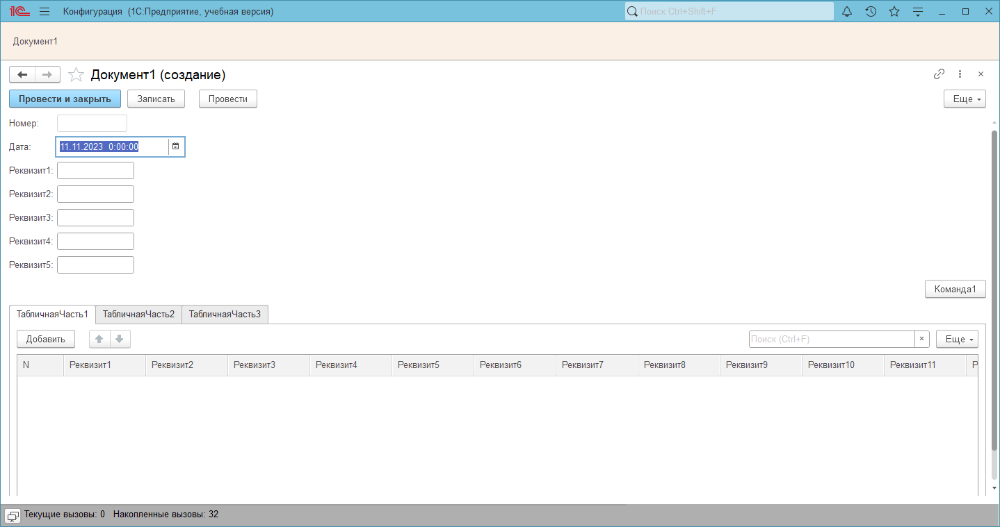 1С Конфигурация (1С:Предприятие, учебная версия) Поиск Ctrl+Shift+F
Документ1
Документ1 (создание)
Провести и закрыть Записать Провести Еще
Номер:
Дата: 11.11.2023 0:00:00
Реквизит1:
Реквизит2:
Реквизит3:
Реквизит4:
Реквизит5:
Команда1
ТабличнаяЧасть1 ТабличнаяЧасть2 ТабличнаяЧасть3
Добавить Поиск (Ctrl+F) × Еще
N Реквизит1 Реквизит2 Реквизит3 Реквизит4 Реквизит5 Реквизит6 Реквизит7 Реквизит8 Реквизит9 Реквизит10 Реквизит11 Р
Текущие вызовы: 0 Накопленные вызовы: 32